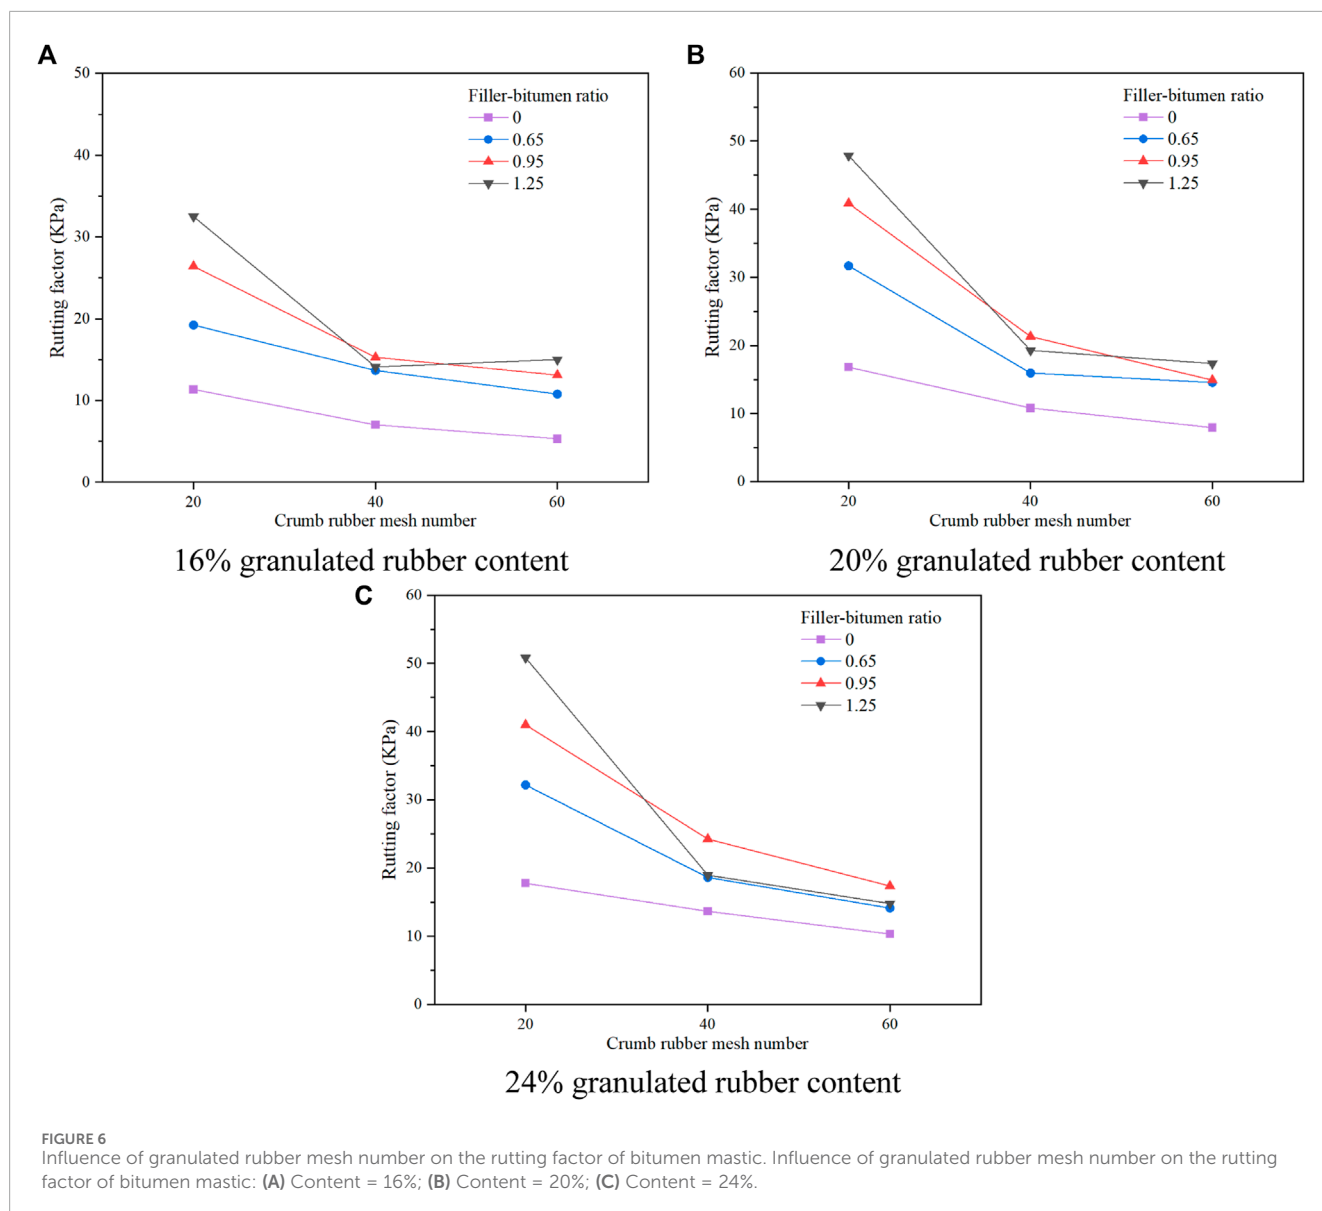 A
50
40
30
20
10
0
Rutting factor (KPa)
Filler-bitumen ratio
0
0.65
0.95
1.25
20
40
60
Crumb rubber mesh number
16% granulated rubber content
B
60
50
40
30
20
10
0
Rutting factor (KPa)
Filler-bitumen ratio
0
0.65
0.95
1.25
20
40
60
Crumb rubber mesh number
20% granulated rubber content
C
60
50
40
30
20
10
0
Rutting factor (KPa)
Filler-bitumen ratio
0
0.65
0.95
1.25
20
40
60
Crumb rubber mesh number
24% granulated rubber content
FIGURE 6
Influence of granulated rubber mesh number on the rutting factor of bitumen mastic. Influence of granulated rubber mesh number on the rutting
factor of bitumen mastic: (A) Content = 16%; (B) Content = 20%; (C) Content = 24%.